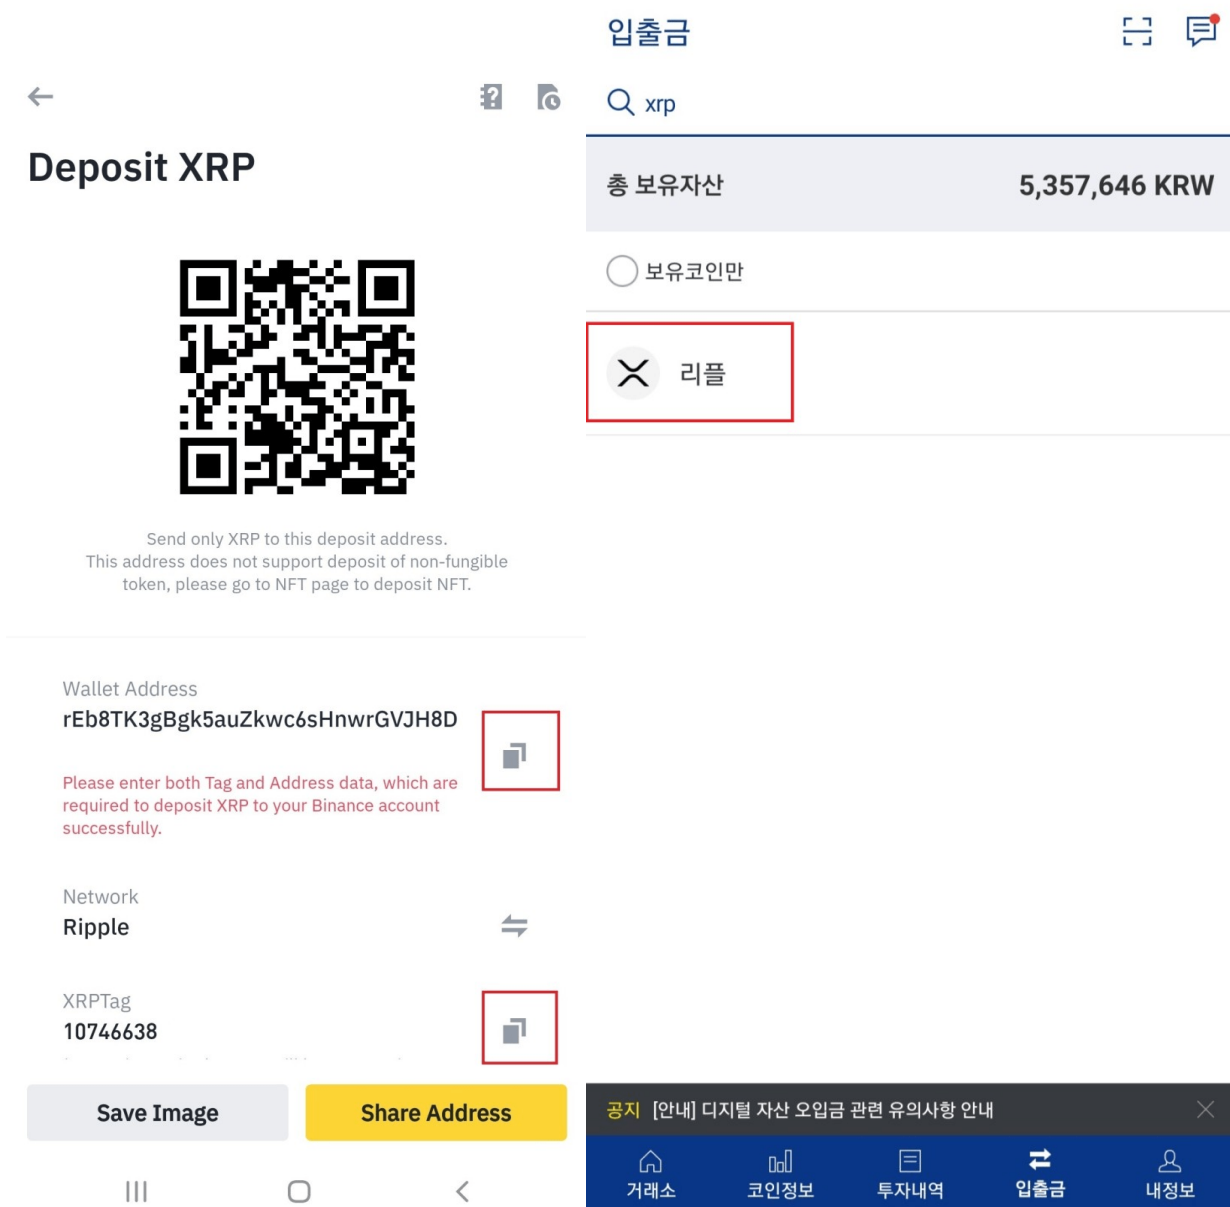 Deposit XRP
Send only XRP to this deposit address.
This address does not support deposit of non-fungible
token, please go to NFT page to deposit NFT.
Wallet Address
rEb8TK3gBgk5auZkwc6sHnwrGVJH8D
Please enter both Tag and Address data, which are
required to deposit XRP to your Binance account
successfully.
Network
Ripple
XRPTag
10746638
Save Image
Share Address
입출금
xrp
총 보유자산 5,357,646 KRW
보유코인만
리플
공지 [안내] 디지털 자산 오입금 관련 유의사항 안내
거래소 코인정보 투자내역 입출금 내정보